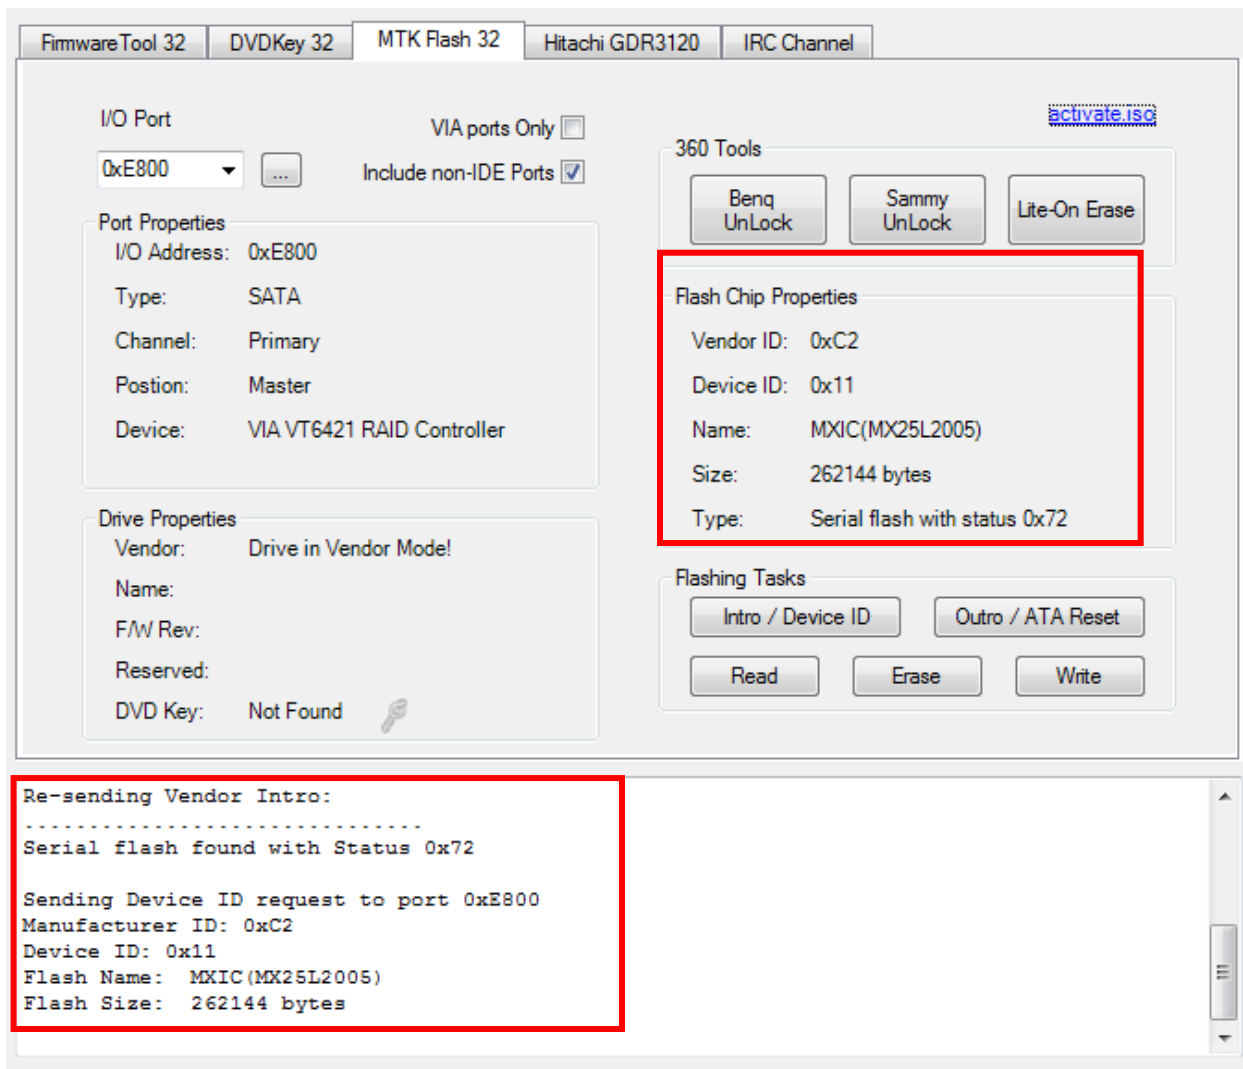 FirmwareTool 32 DVDKey 32 MTK Flash 32 Hitachi GDR3120 IRC Channel
I/O Port
VIA ports Only
activate.iso
0xE800 ... Include non-IDE Ports
Port Properties
I/O Address: 0xE800
Type: SATA
Channel: Primary
Postion: Master
Device: VIA VT6421 RAID Controller
Drive Properties
Vendor: Drive in Vendor Mode!
Name:
F/W Rev:
Reserved:
DVD Key: Not Found
360 Tools
Benq
UnLock
Sammy
UnLock
Lite-On Erase
Flash Chip Properties
Vendor ID: 0xC2
Device ID: 0x11
Name: MXIC(MX25L2005)
Size: 262144 bytes
Type: Serial flash with status 0x72
Flashing Tasks
Intro / Device ID Outro / ATA Reset
Read Erase Write
Re-sending Vendor Intro:
...............................
Serial flash found with Status 0x72
Sending Device ID request to port 0xE800
Manufacturer ID: 0xC2
Device ID: 0x11
Flash Name: MXIC(MX25L2005)
Flash Size: 262144 bytes